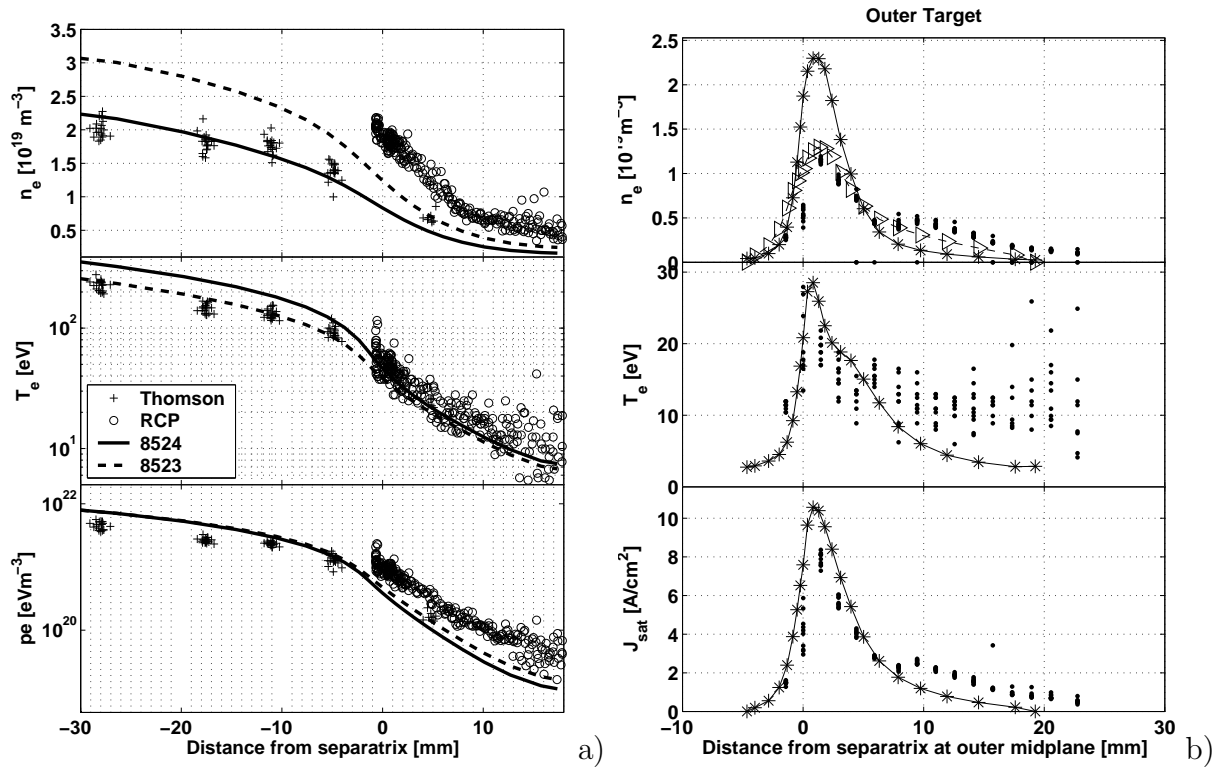 3.5
3
2.5
2
1.5
1
0.5
n_e [10^19 m^−3]
10^2
10^1
T_e [eV]
Thomson
RCP
8524
8523
10^22
10^20
pe [eVm^−3]
−30 −20 −10 0 10
Distance from separatrix [mm]
a)
Outer Target
2.5
2
1.5
1
0.5
0
n_e
30
20
10
0
T_e [eV]
10
8
6
4
2
0
J_sat [A/cm^2]
−10 0 10 20 30
Distance from separatrix at outer midplane [mm]
b)